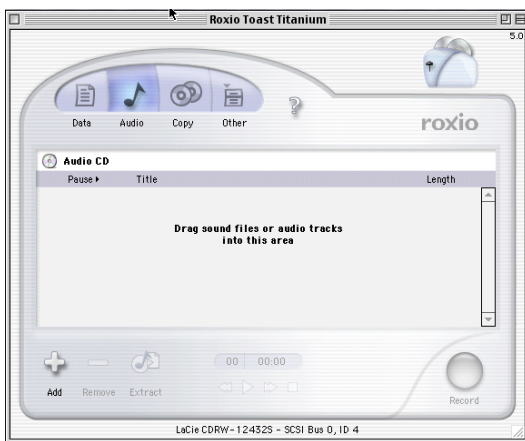 Roxio Toast Titanium
5.0
Data Audio Copy Other ?
roxio
Audio CD
Pause Title Length
Drag sound files or audio tracks
into this area
00 00:00
Add Remove Extract
Record
LaCie CDRW-12432S - SCSI Bus 0, ID 4